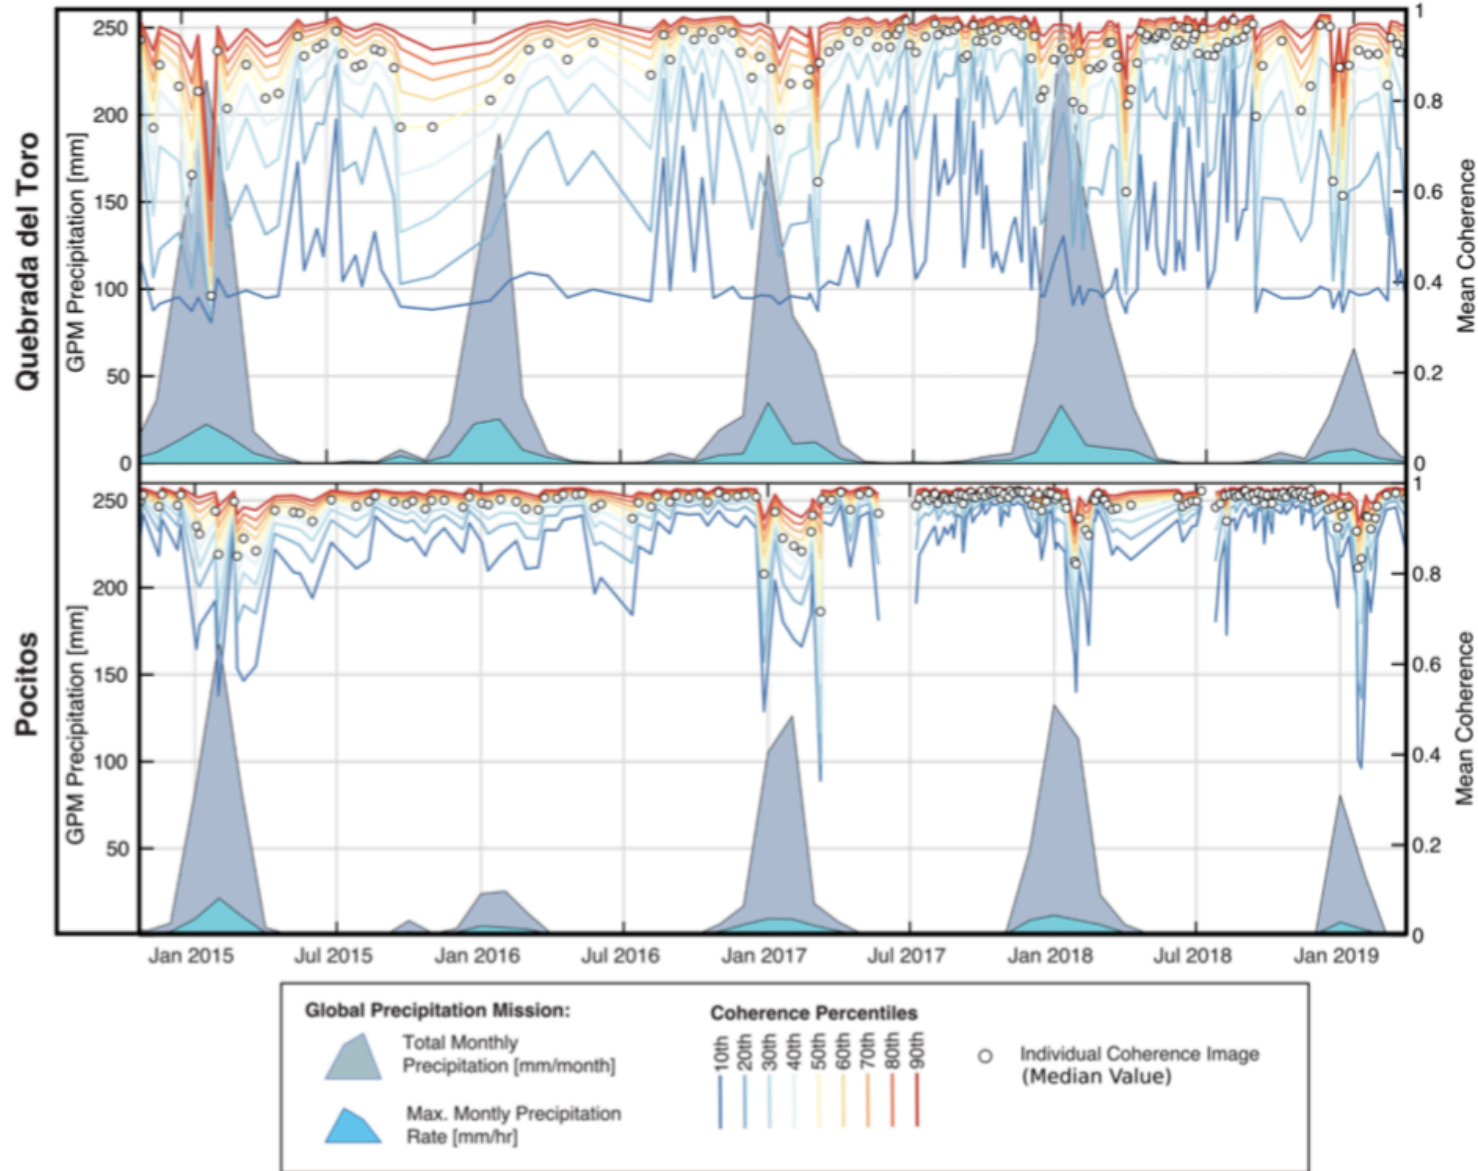 Quebrada del Toro
GPM Precipitation [mm]
250
200
150
100
50
0
1
0.8
0.6
0.4
0.2
0
Mean Coherence
Pocitos
GPM Precipitation [mm]
250
200
150
100
50
1
0.8
0.6
0.4
0.2
0
Mean Coherence
Jan 2015 Jul 2015 Jan 2016 Jul 2016 Jan 2017 Jul 2017 Jan 2018 Jul 2018 Jan 2019
Global Precipitation Mission:
Total Monthly
Precipitation [mm/month]
Max. Montly Precipitation
Rate [mm/hr]
Coherence Percentiles
10th 20th 30th 40th 50th 60th 70th 80th 90th
Individual Coherence Image
(Median Value)